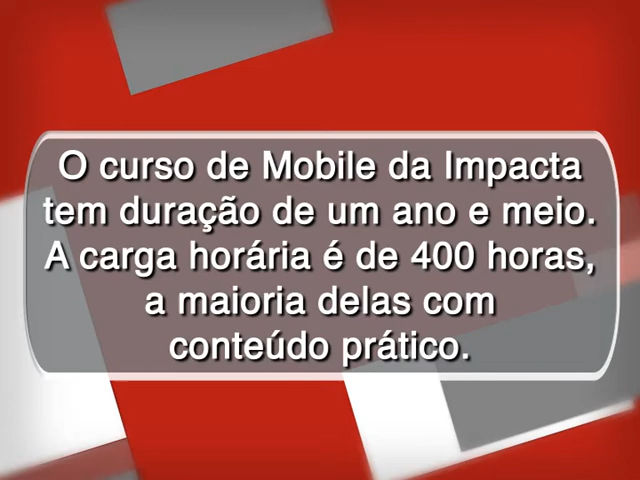 O curso de Mobile da Impacta
tem duração de um ano e meio.
A carga horária é de 400 horas,
a maioria delas com
conteúdo prático.